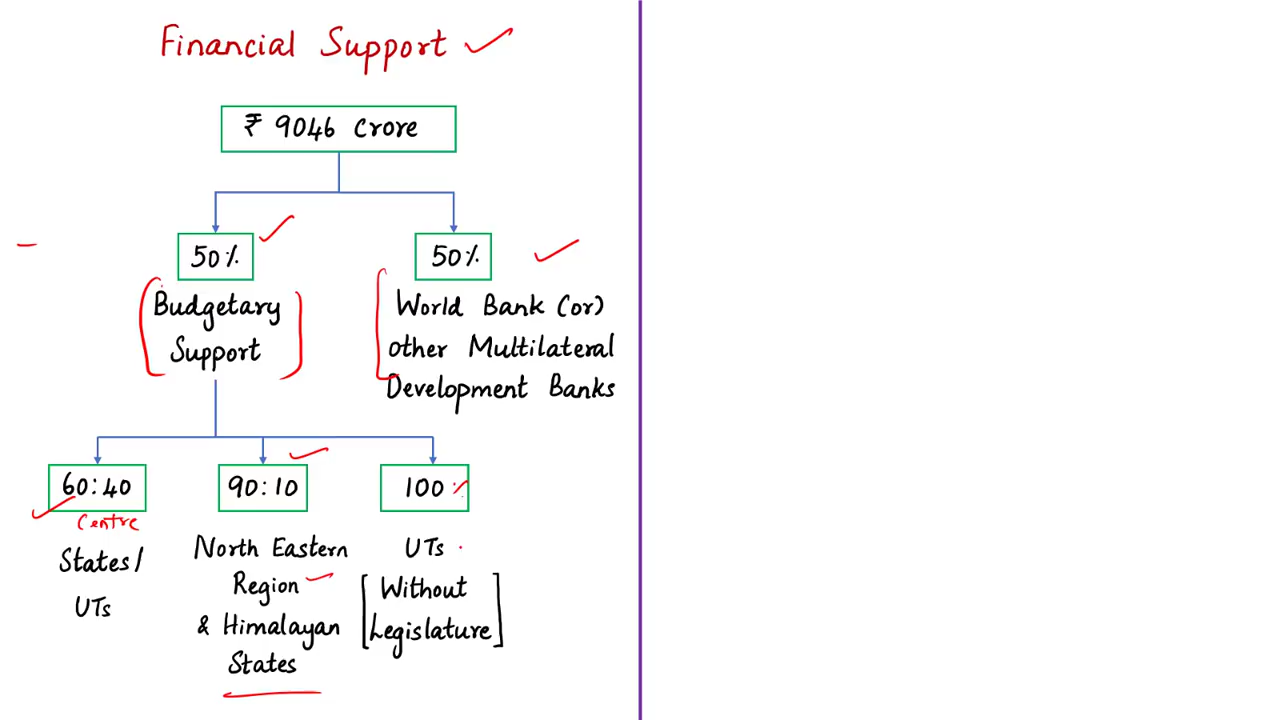 Financial Support
₹ 9046 Crore
50%
50%
Budgetary
Support
World Bank (or)
other Multilateral
Development Banks
60:40
90:10
100%
Centre
States/
UTs
North Eastern
Region
& Himalayan
States
UTs
[Without
Legislature]